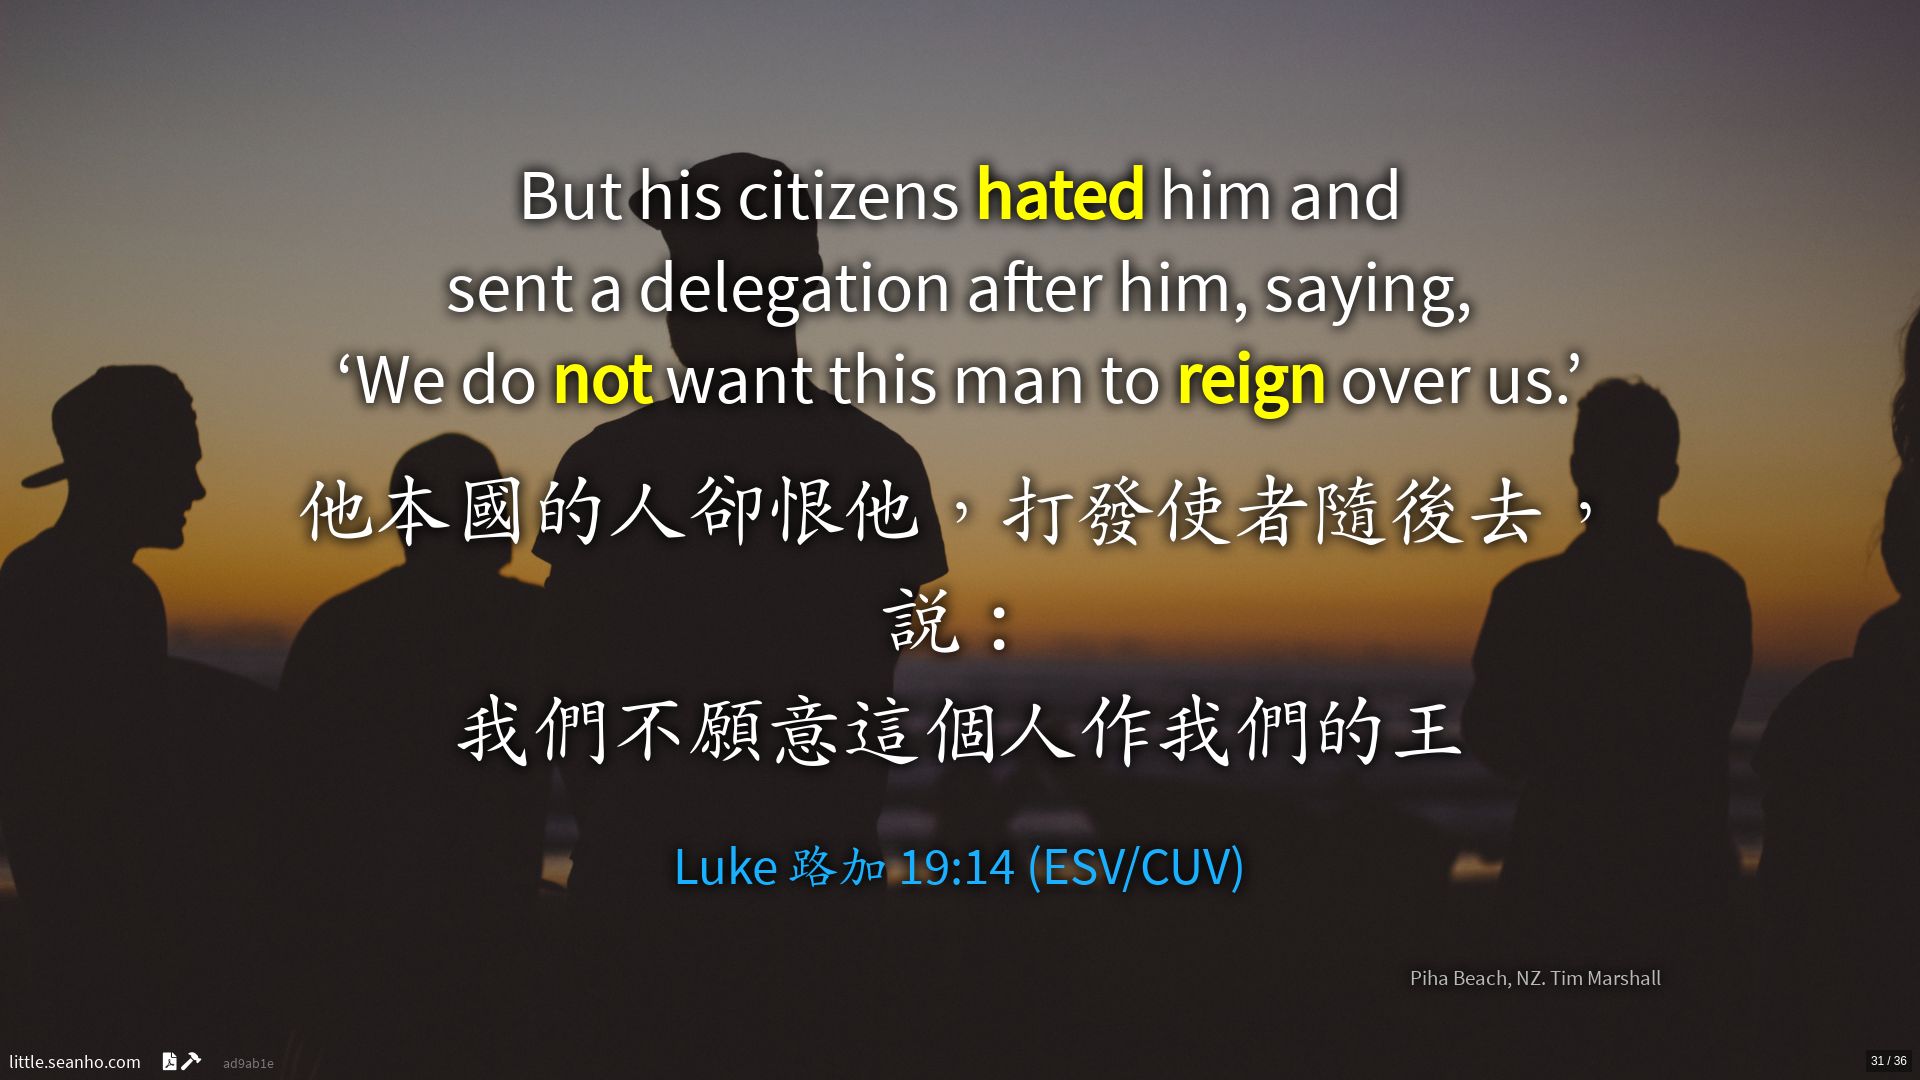 But his citizens hated him and
sent a delegation after him, saying,
‘We do not want this man to reign over us.’
他本國的人卻恨他，打發使者隨後去，
説：
我們不願意這個人作我們的王
Luke 路加 19:14 (ESV/CUV)
Piha Beach, NZ. Tim Marshall
little.seanho.com ad9ab1e
31 / 36